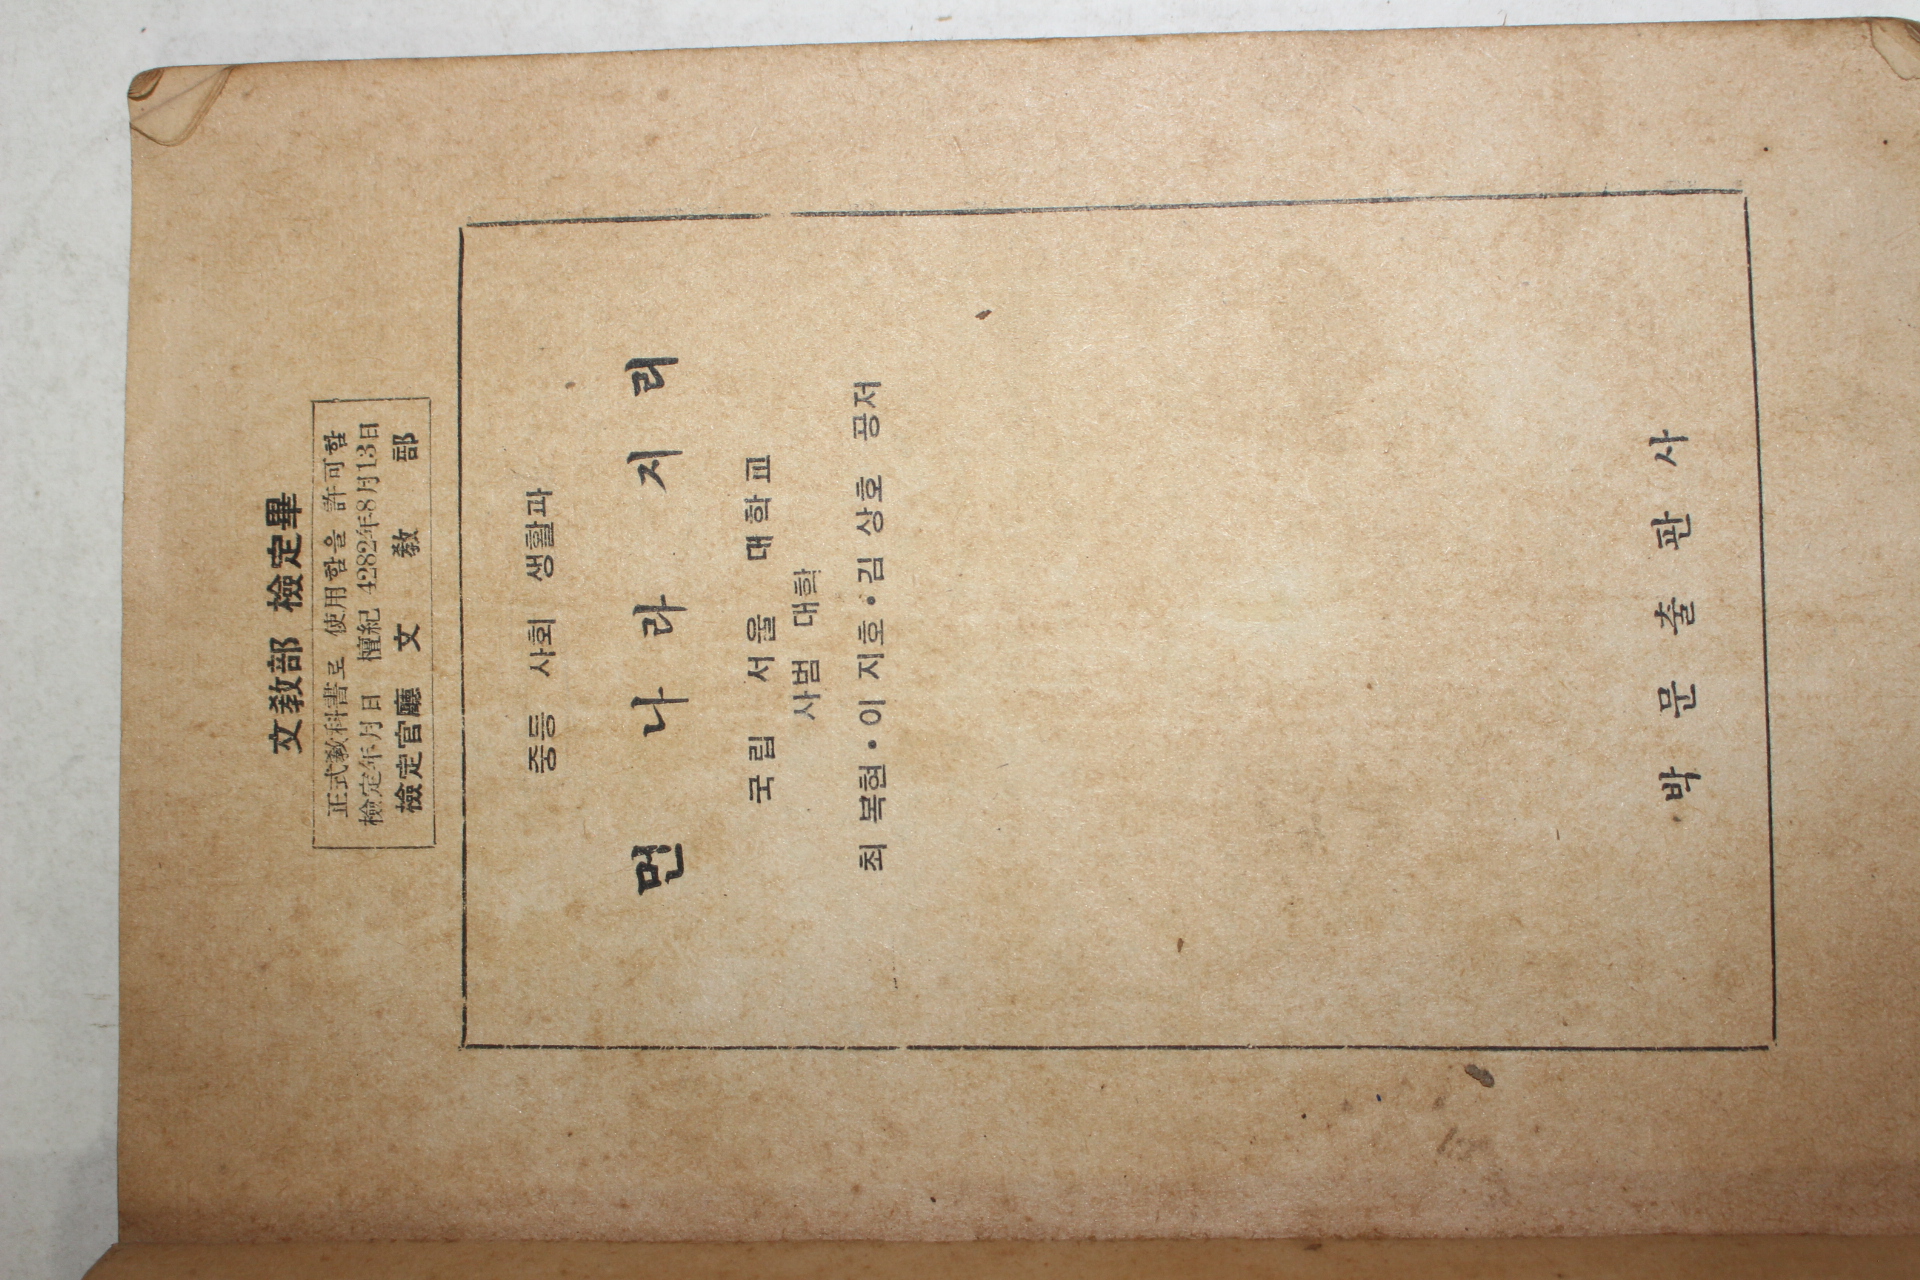 文敎部 檢定畢
正式敎科書로 使用함을 許可함
檢定年月日 檀紀 4282年8月13日
檢定官廳 文 敎 部
중등 사회 생활과
먼 나 라 지 리
국립 서울 대학교
사범 대학
최 복현・이 지호・김 상호 공저
박 문 출 판 사